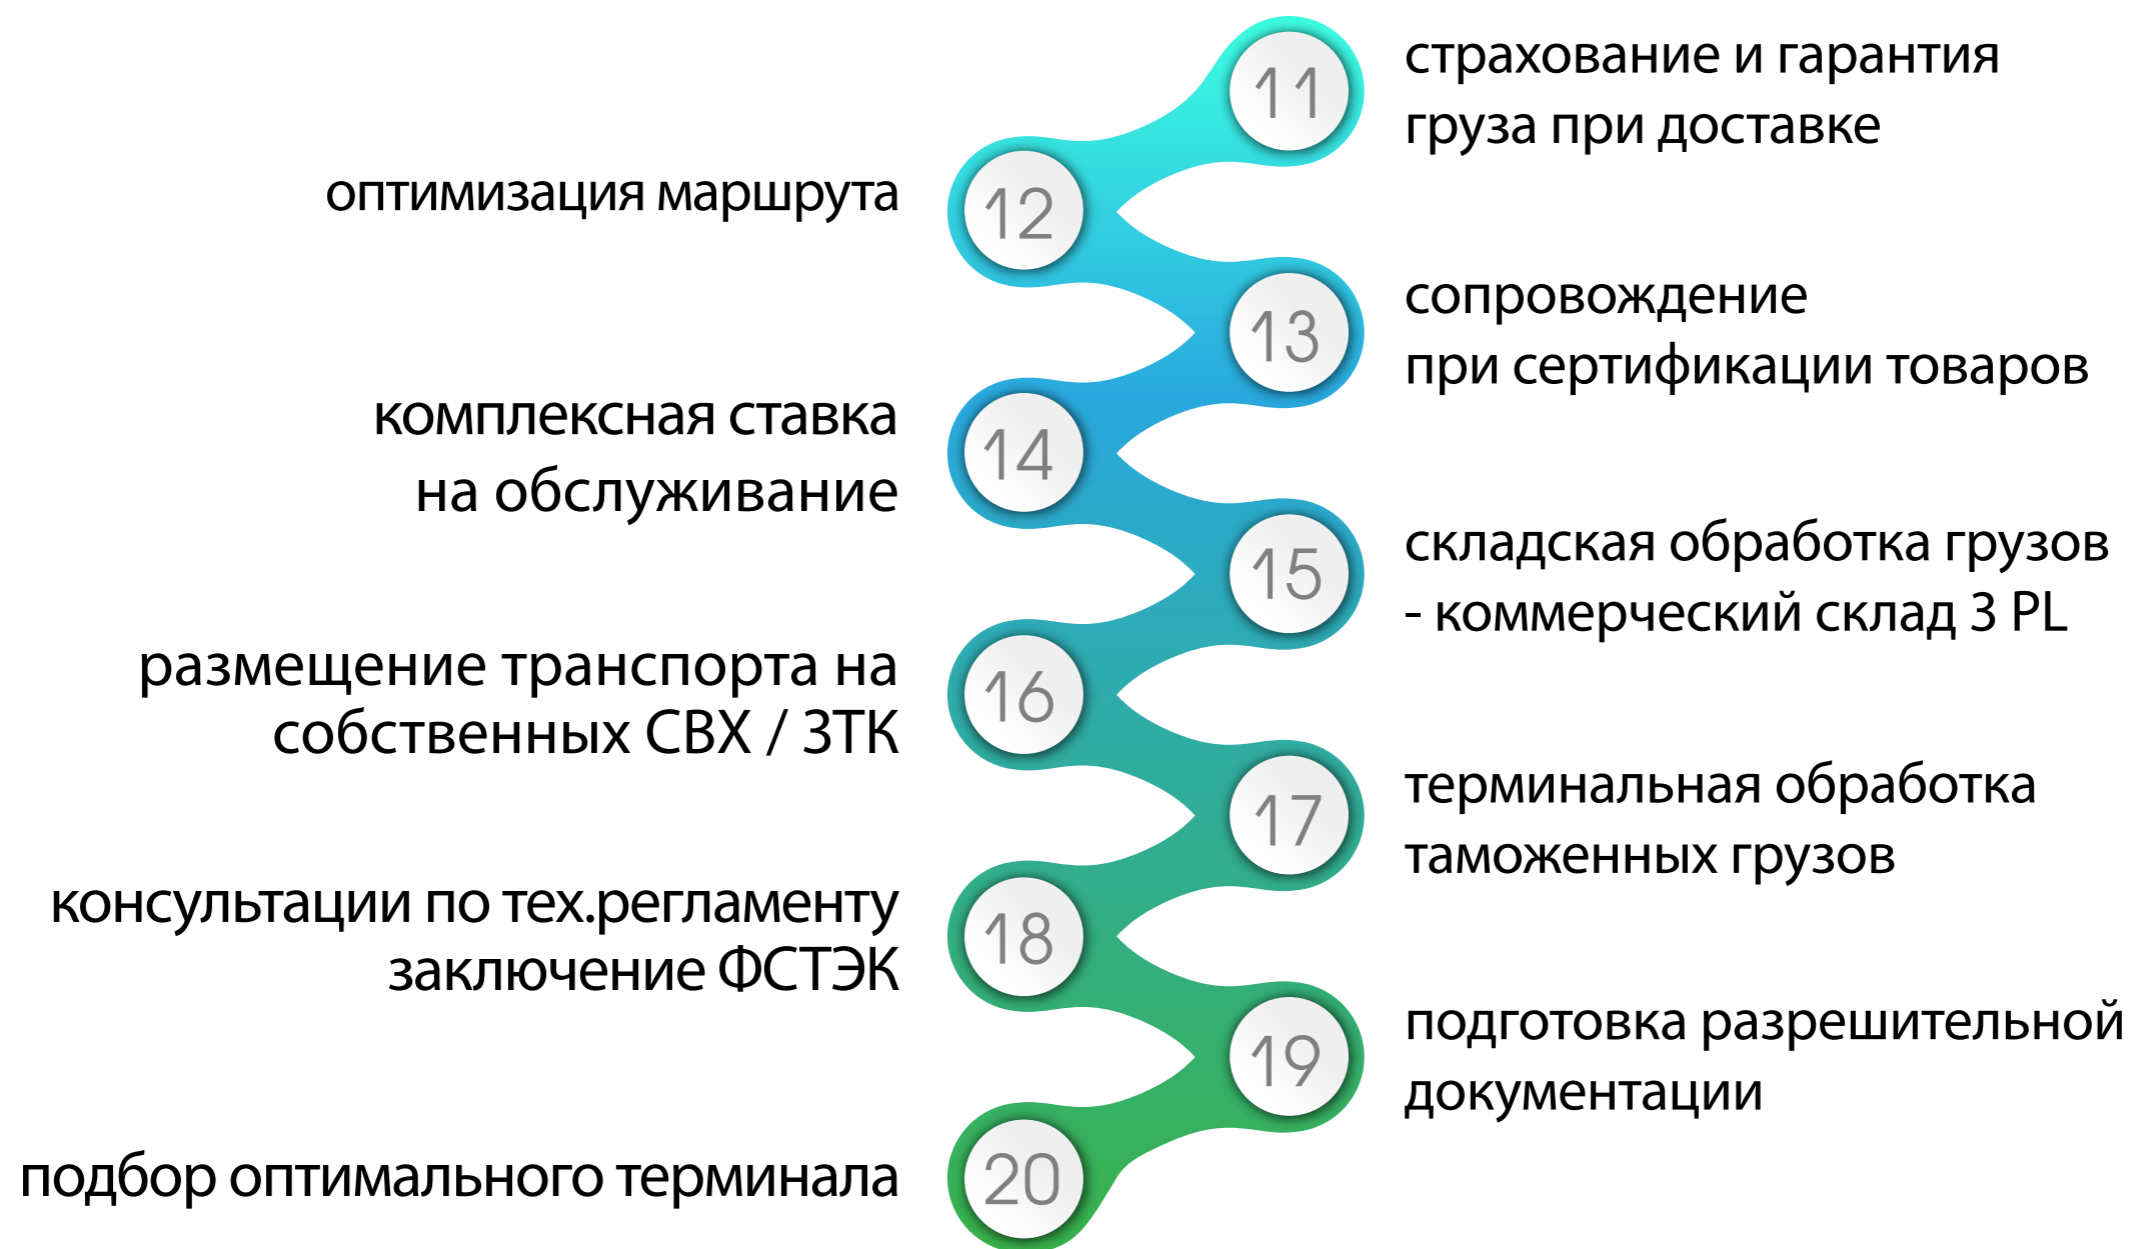 11
страхование и гарантия
груза при доставке
12
оптимизация маршрута
13
сопровождение
при сертификации товаров
14
комплексная ставка
на обслуживание
15
складская обработка грузов
- коммерческий склад 3 PL
16
размещение транспорта на
собственных СВХ / ЗТК
17
терминальная обработка
таможенных грузов
18
консультации по тех.регламенту
заключение ФСТЭК
19
подготовка разрешительной
документации
20
подбор оптимального терминала